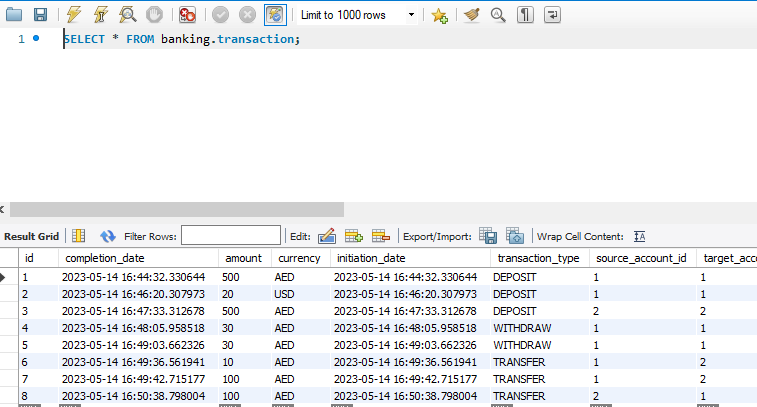 Limit to 1000 rows
1 SELECT * FROM banking.transaction;
Result Grid Filter Rows: Edit: Export/Import: Wrap Cell Content:
id completion_date amount currency initiation_date transaction_type source_account_id target_acc
1 2023-05-14 16:44:32.330644 500 AED 2023-05-14 16:44:32.330644 DEPOSIT 1 1
2 2023-05-14 16:46:20.307973 20 USD 2023-05-14 16:46:20.307973 DEPOSIT 1 1
3 2023-05-14 16:47:33.312678 500 AED 2023-05-14 16:47:33.312678 DEPOSIT 2 2
4 2023-05-14 16:48:05.958518 30 AED 2023-05-14 16:48:05.958518 WITHDRAW 1 1
5 2023-05-14 16:49:03.662326 30 AED 2023-05-14 16:49:03.662326 WITHDRAW 1 1
6 2023-05-14 16:49:36.561941 10 AED 2023-05-14 16:49:36.561941 TRANSFER 1 2
7 2023-05-14 16:49:42.715177 100 AED 2023-05-14 16:49:42.715177 TRANSFER 1 2
8 2023-05-14 16:50:38.798004 100 AED 2023-05-14 16:50:38.798004 TRANSFER 2 1